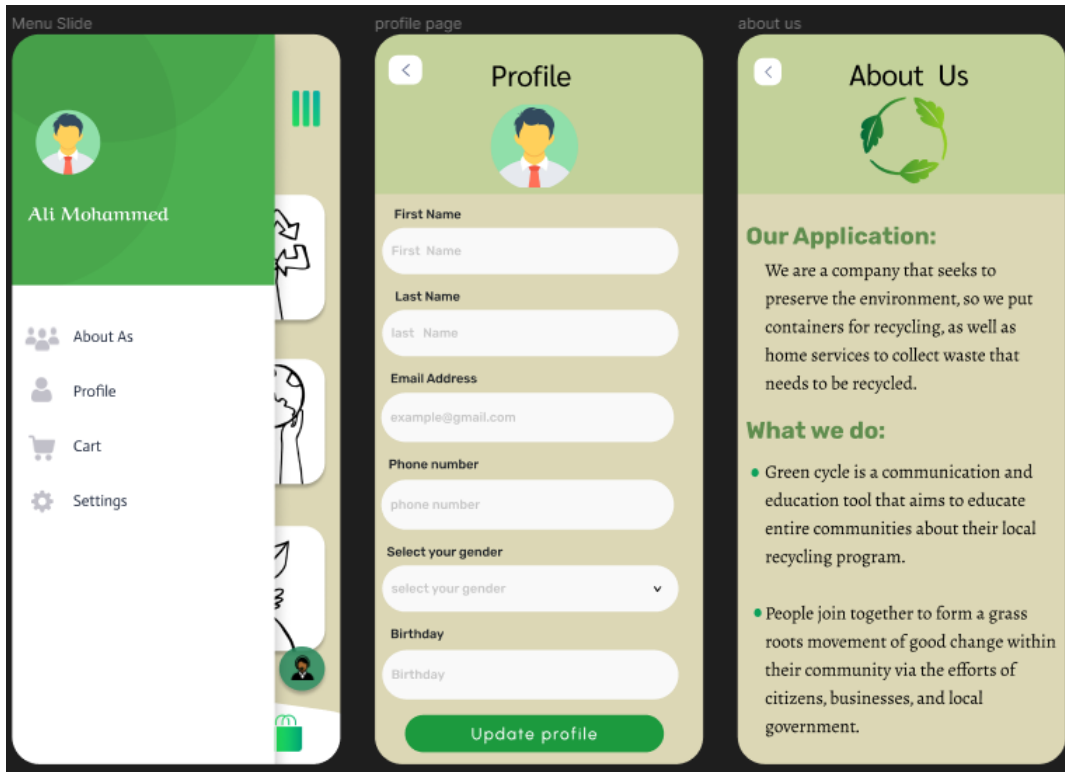 Menu Slide
Ali Mohammed
About As
Profile
Cart
Settings
profile page
Profile
First Name
First Name
Last Name
last Name
Email Address
example@gmail.com
Phone number
phone number
Select your gender
select your gender
Birthday
Birthday
Update profile
about us
About Us
Our Application:
We are a company that seeks to
preserve the environment, so we put
containers for recycling, as well as
home services to collect waste that
needs to be recycled.
What we do:
Green cycle is a communication and
education tool that aims to educate
entire communities about their local
recycling program.
People join together to form a grass
roots movement of good change within
their community via the efforts of
citizens, businesses, and local
government.